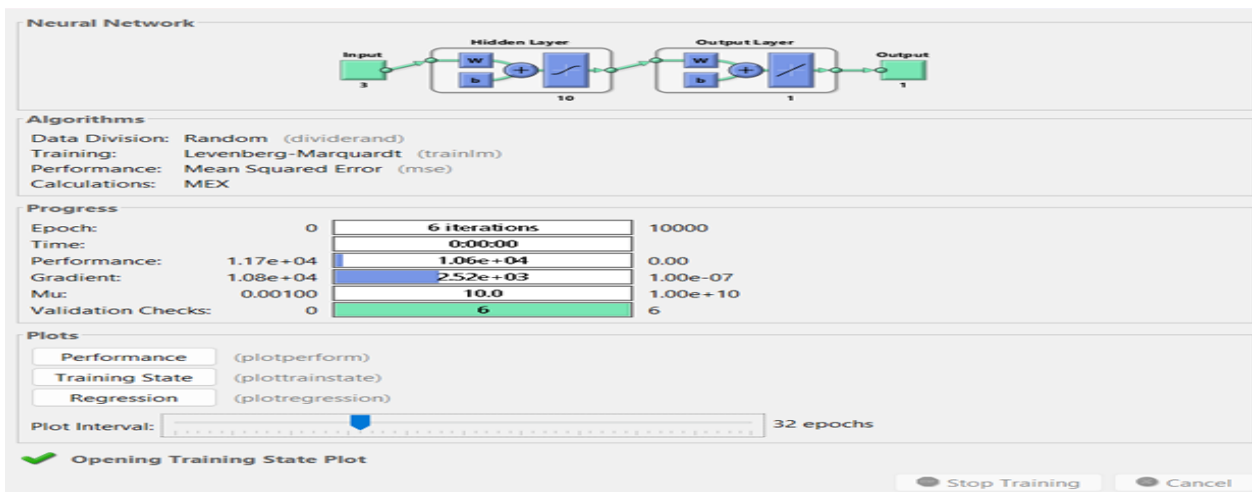 Neural Network
Hidden Layer
Output Layer
Input
Output
W
W
b
b
3
10
1
1
Algorithms
Data Division: Random (dividerand)
Training: Levenberg-Marquardt (trainlm)
Performance: Mean Squared Error (mse)
Calculations: MEX
Progress
Epoch: 0 6 iterations 10000
Time: 0:00:00
Performance: 1.17e+04 1.06e+04 0.00
Gradient: 1.08e+04 2.52e+03 1.00e-07
Mu: 0.00100 10.0 1.00e+10
Validation Checks: 0 6 6
Plots
Performance (plotperform)
Training State (plottrainstate)
Regression (plotregression)
Plot Interval: 32 epochs
Opening Training State Plot
Stop Training Cancel